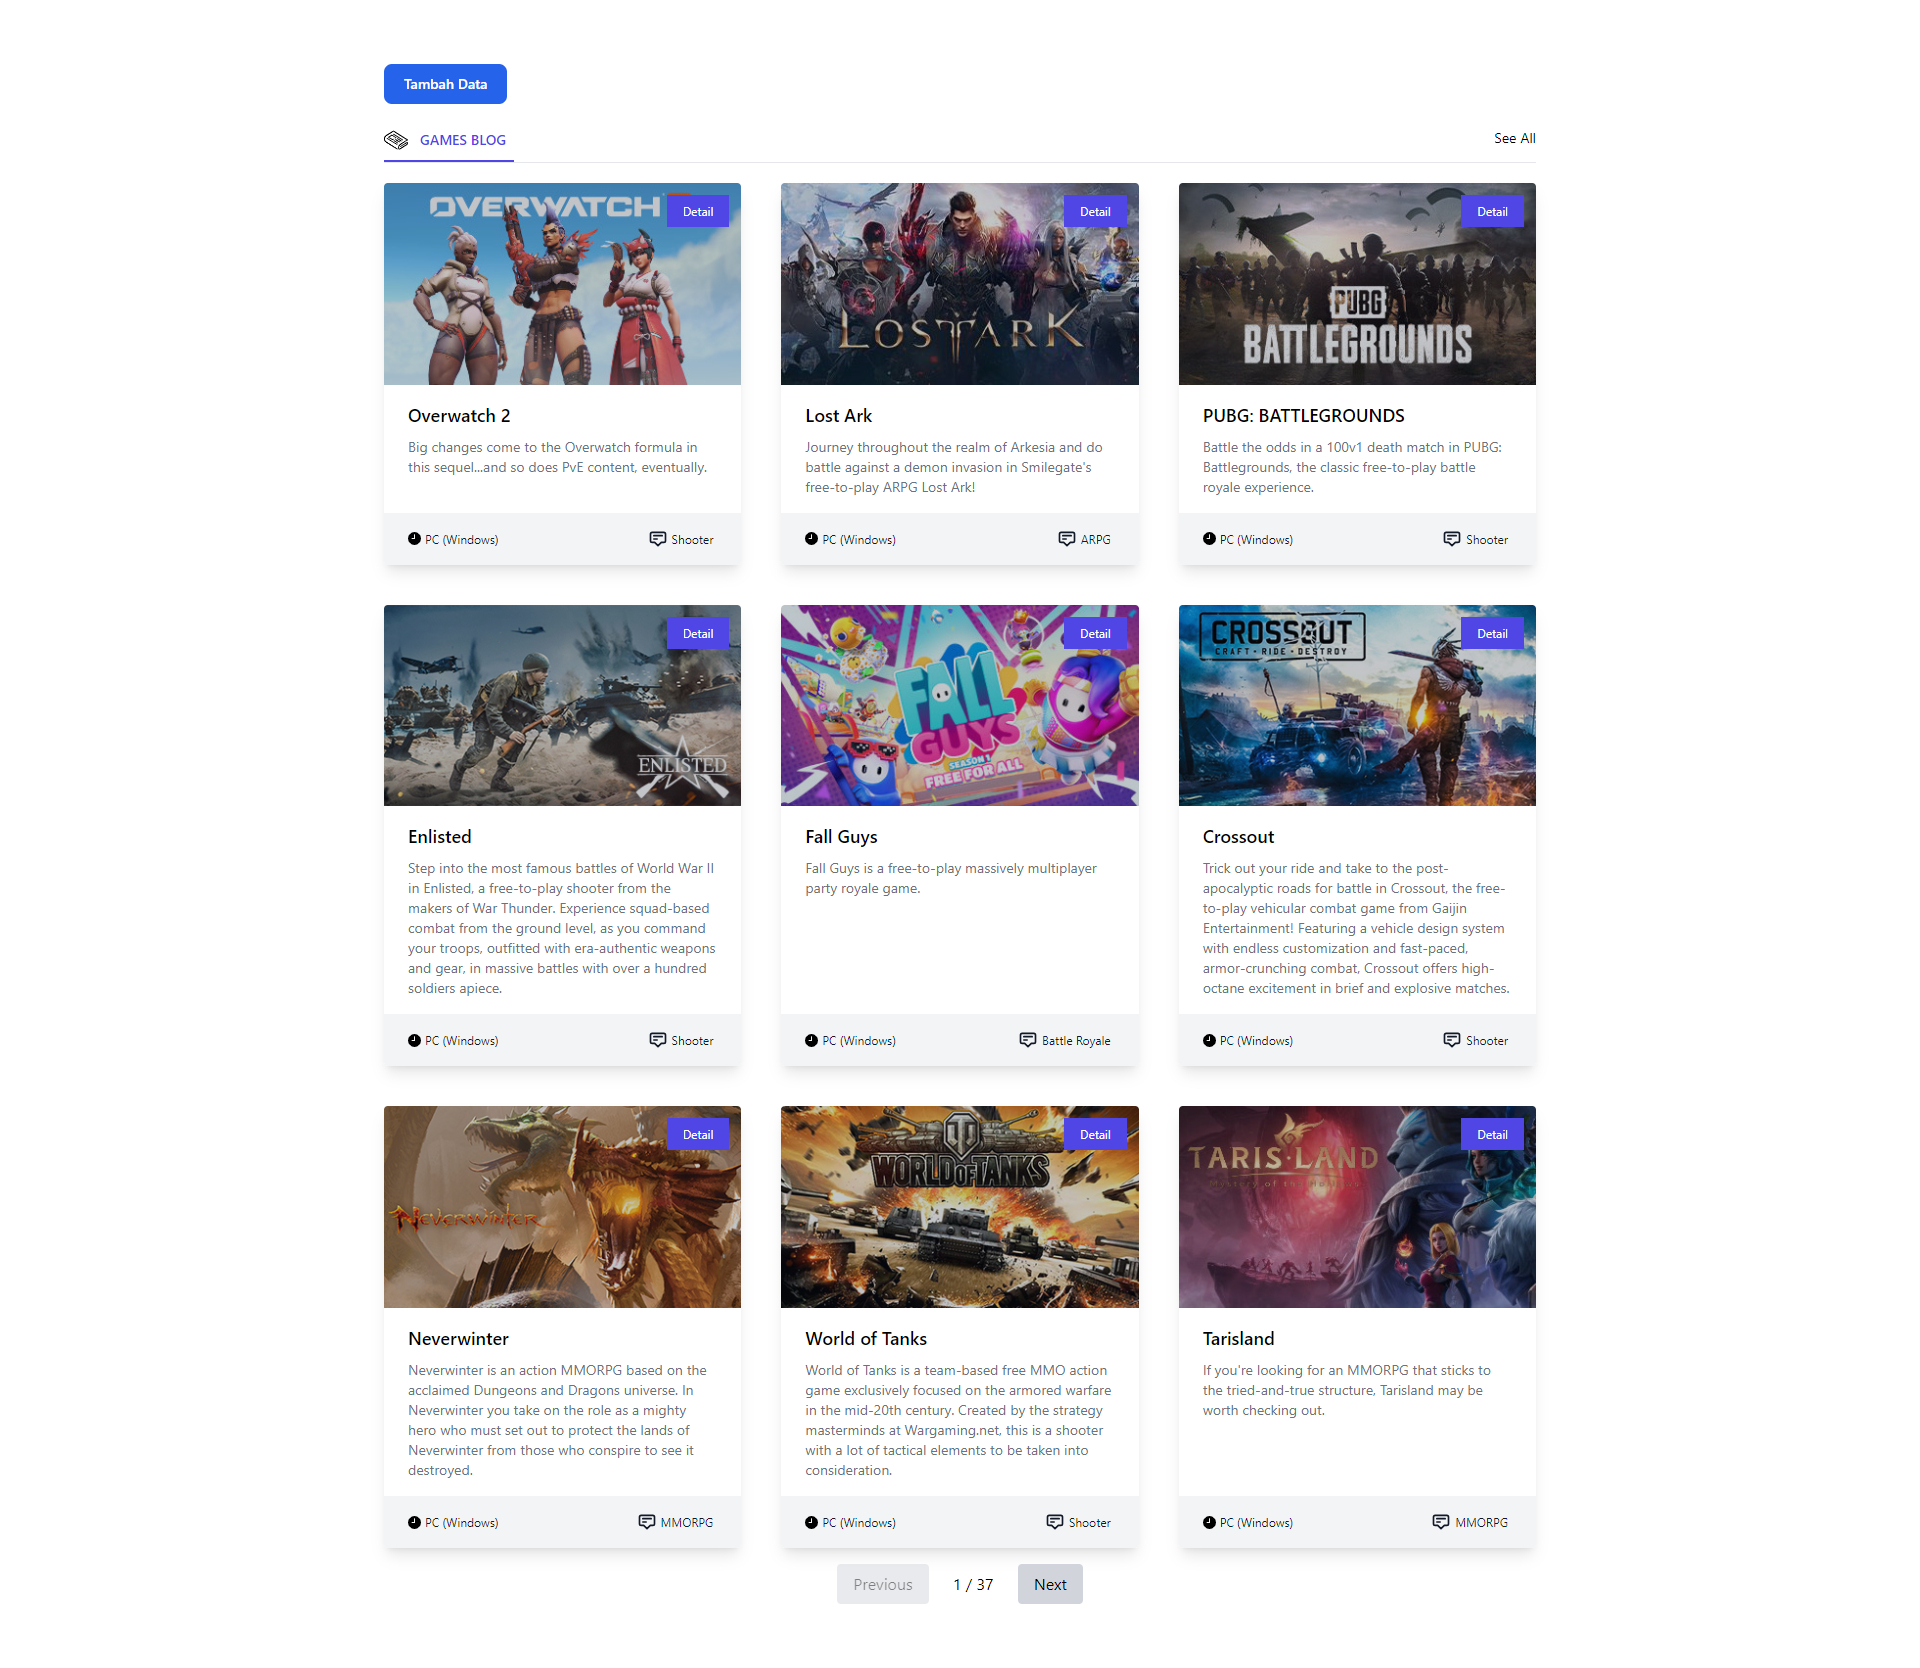 Tambah Data
GAMES BLOG
See All
OVERWATCH
Detail
LOST ARK
Detail
PUBG
BATTLEGROUNDS
Detail
Overwatch 2
Big changes come to the Overwatch formula in
this sequel...and so does PvE content, eventually.
PC (Windows)
Shooter
Lost Ark
Journey throughout the realm of Arkesia and do
battle against a demon invasion in Smilegate's
free-to-play ARPG Lost Ark!
PC (Windows)
ARPG
PUBG: BATTLEGROUNDS
Battle the odds in a 100v1 death match in PUBG:
Battlegrounds, the classic free-to-play battle
royale experience.
PC (Windows)
Shooter
Detail
ENLISTED
Detail
FALL
GUYS
SEASON 1
FREE FOR ALL
CROSSOUT
CRAFT · RIDE · DESTROY
Detail
Enlisted
Step into the most famous battles of World War II
in Enlisted, a free-to-play shooter from the
makers of War Thunder. Experience squad-based
combat from the ground level, as you command
your troops, outfitted with era-authentic weapons
and gear, in massive battles with over a hundred
soldiers apiece.
PC (Windows)
Shooter
Fall Guys
Fall Guys is a free-to-play massively multiplayer
party royale game.
PC (Windows)
Battle Royale
Crossout
Trick out your ride and take to the post-
apocalyptic roads for battle in Crossout, the free-
to-play vehicular combat game from Gaijin
Entertainment! Featuring a vehicle design system
with endless customization and fast-paced,
armor-crunching combat, Crossout offers high-
octane excitement in brief and explosive matches.
PC (Windows)
Shooter
Detail
NEVERWINTER
Detail
WORLD OF TANKS
Detail
TARISLAND
Neverwinter
Neverwinter is an action MMORPG based on the
acclaimed Dungeons and Dragons universe. In
Neverwinter you take on the role as a mighty
hero who must set out to protect the lands of
Neverwinter from those who conspire to see it
destroyed.
PC (Windows)
MMORPG
World of Tanks
World of Tanks is a team-based free MMO action
game exclusively focused on the armored warfare
in the mid-20th century. Created by the strategy
masterminds at Wargaming.net, this is a shooter
with a lot of tactical elements to be taken into
consideration.
PC (Windows)
Shooter
Tarisland
If you're looking for an MMORPG that sticks to
the tried-and-true structure, Tarisland may be
worth checking out.
PC (Windows)
MMORPG
Previous
1 / 37
Next